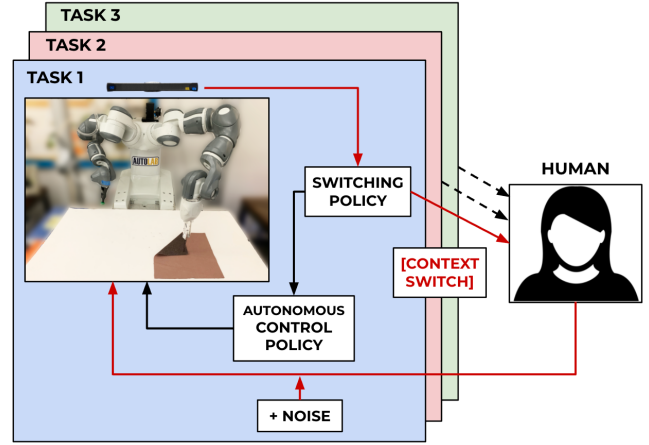 TASK 3
TASK 2
TASK 1
HUMAN
SWITCHING
POLICY
[CONTEXT
SWITCH]
AUTONOMOUS
CONTROL
POLICY
+ NOISE